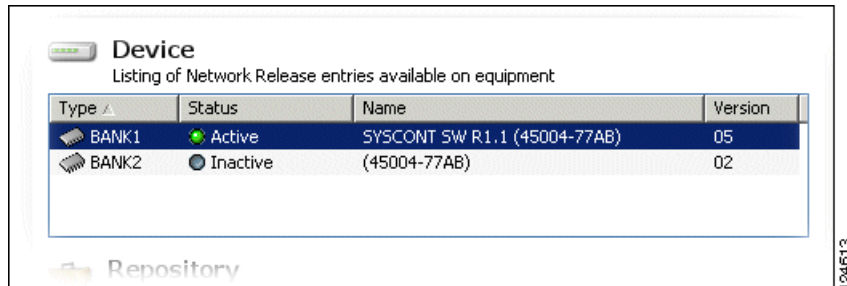 Device
Listing of Network Release entries available on equipment
Type Status Name Version
BANK1 Active SYSCONT SW R1.1 (45004-77AB) 05
BANK2 Inactive (45004-77AB) 02
Repository
124613